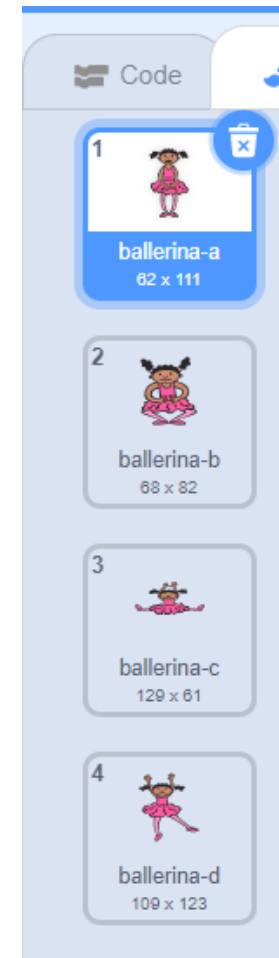 Code
1
ballerina-a
62 x 111
2
ballerina-b
68 x 82
3
ballerina-c
129 x 61
4
ballerina-d
109 x 123